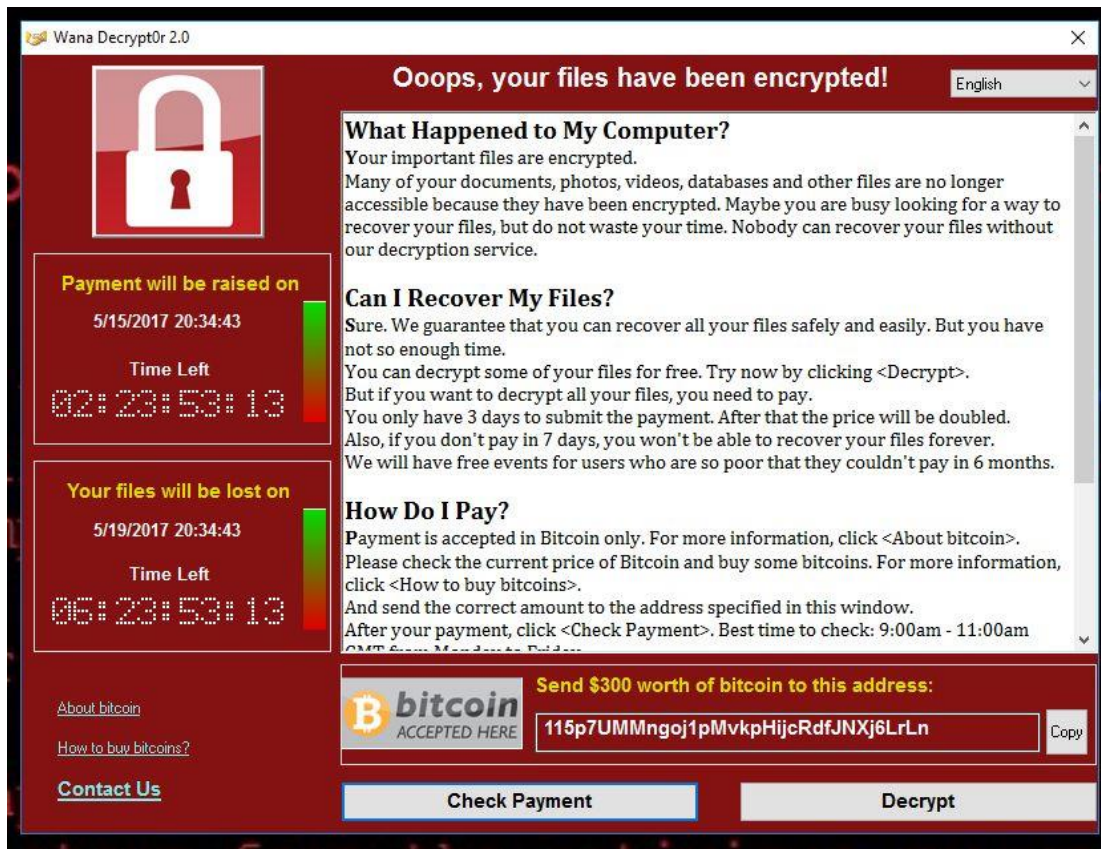 Wana Decrypt0r 2.0
Ooops, your files have been encrypted!
English
What Happened to My Computer?
Your important files are encrypted.
Many of your documents, photos, videos, databases and other files are no longer
accessible because they have been encrypted. Maybe you are busy looking for a way to
recover your files, but do not waste your time. Nobody can recover your files without
our decryption service.
Can I Recover My Files?
Sure. We guarantee that you can recover all your files safely and easily. But you have
not so enough time.
You can decrypt some of your files for free. Try now by clicking <Decrypt>.
But if you want to decrypt all your files, you need to pay.
You only have 3 days to submit the payment. After that the price will be doubled.
Also, if you don't pay in 7 days, you won't be able to recover your files forever.
We will have free events for users who are so poor that they couldn't pay in 6 months.
How Do I Pay?
Payment is accepted in Bitcoin only. For more information, click <About bitcoin>.
Please check the current price of Bitcoin and buy some bitcoins. For more information,
click <How to buy bitcoins>.
And send the correct amount to the address specified in this window.
After your payment, click <Check Payment>. Best time to check: 9:00am - 11:00am
GMT from Monday to Friday.
Payment will be raised on
5/15/2017 20:34:43
Time Left
02:23:53:13
Your files will be lost on
5/19/2017 20:34:43
Time Left
06:23:53:13
About bitcoin
How to buy bitcoins?
Contact Us
bitcoin
ACCEPTED HERE
Send $300 worth of bitcoin to this address:
115p7UMMngoj1pMvkpHijcRdfJNXj6LrLn
Copy
Check Payment
Decrypt